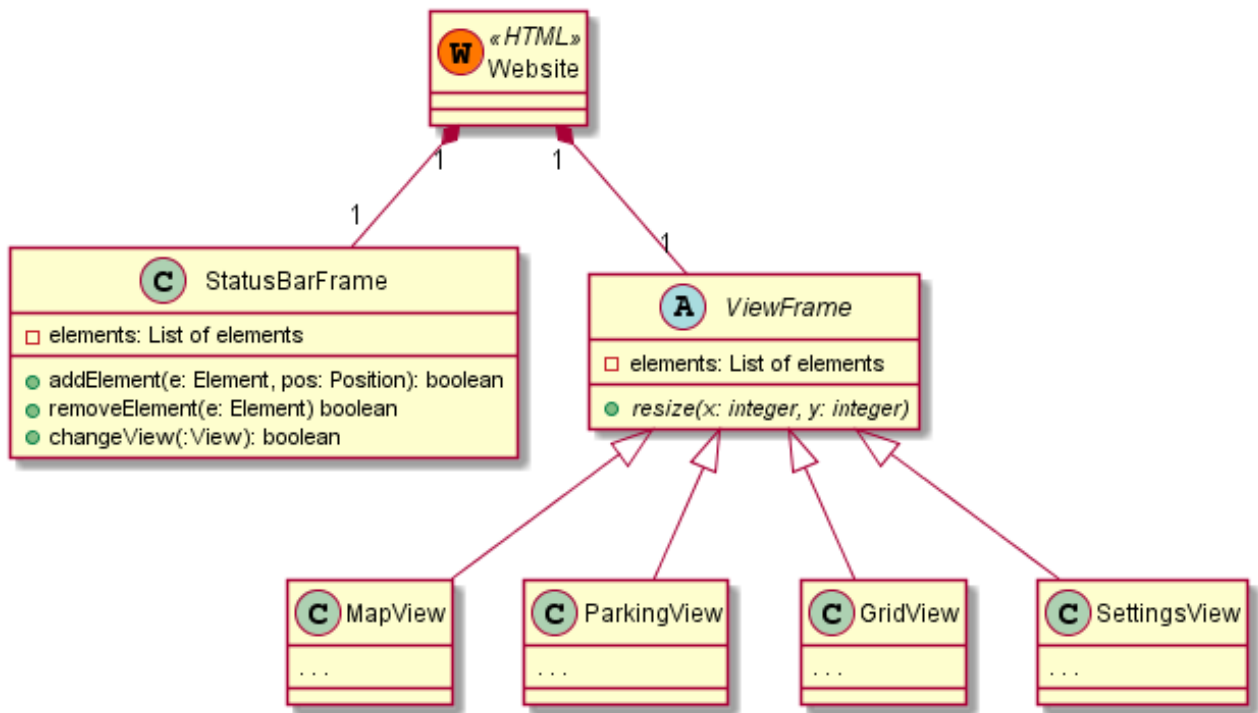 W
«HTML»
Website
1
1
1
1
C StatusBarFrame
elements: List of elements
addElement(e: Element, pos: Position): boolean
removeElement(e: Element) boolean
changeView(:View): boolean
A ViewFrame
elements: List of elements
resize(x: integer, y: integer)
C MapView
...
C ParkingView
...
C GridView
...
C SettingsView
...